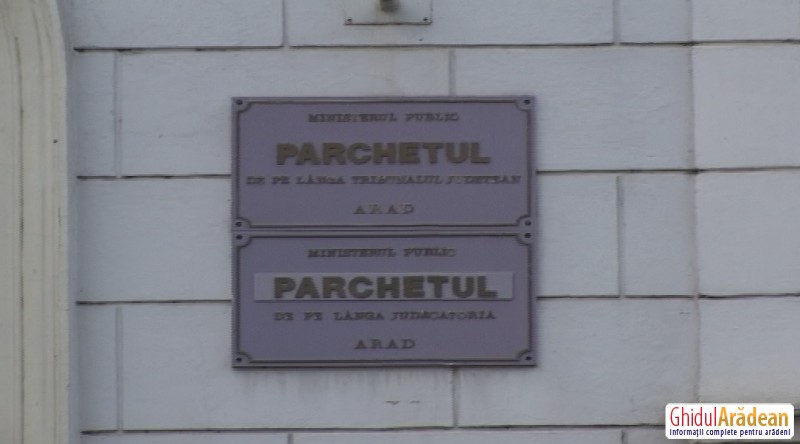 MINISTERUL PUBLIC
PARCHETUL
DE PE LÂNGA TRIBUNALUL JUDEȚEAN
ARAD
MINISTERUL PUBLIC
PARCHETUL
DE PE LÂNGA JUDECATORIA
ARAD
GhidulArădean
informații complete pentru arădeni